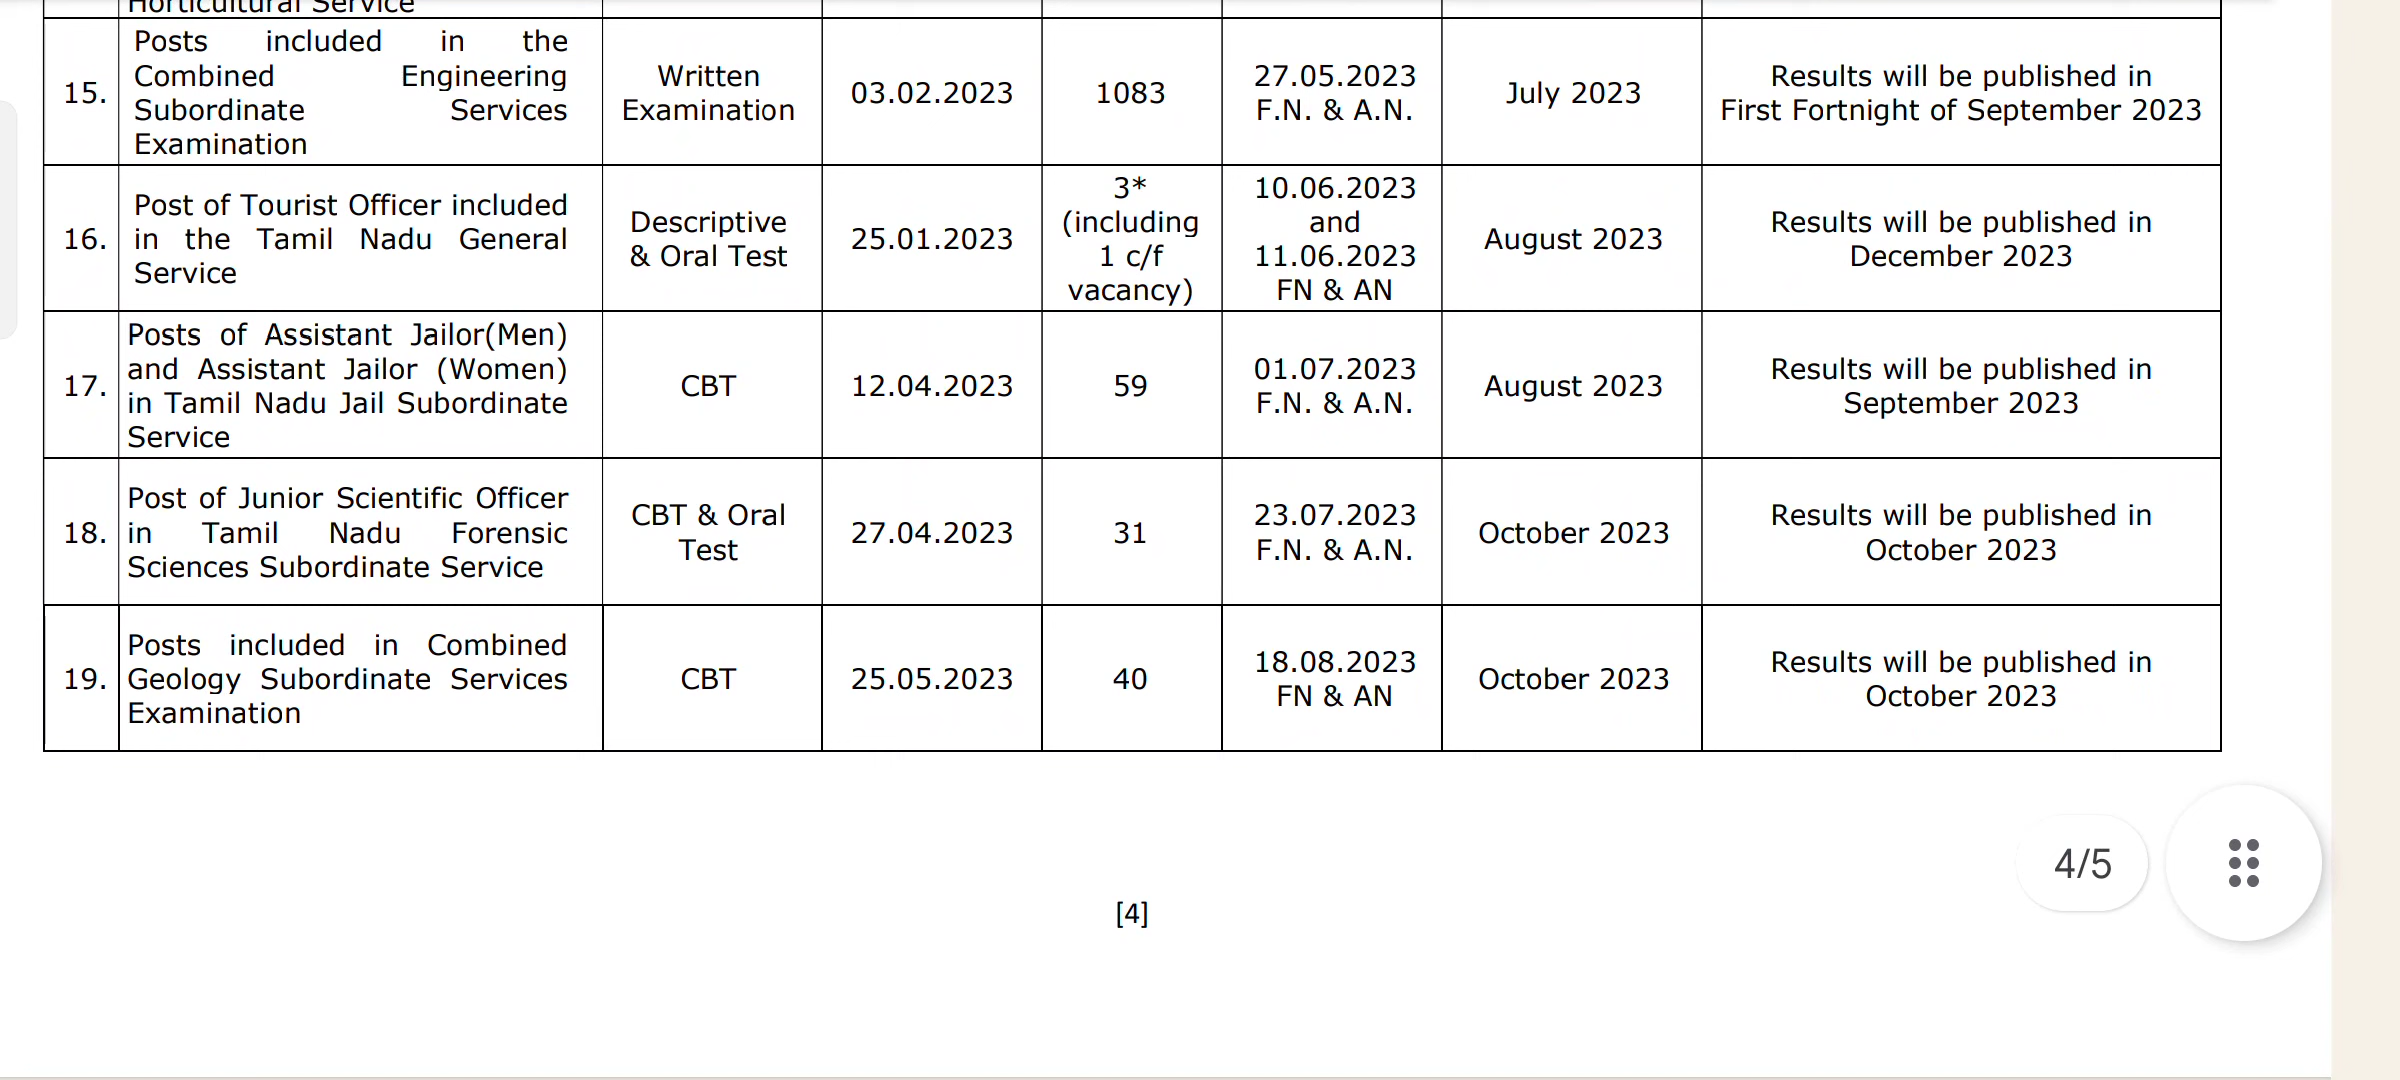 Horticultural Service
15.
Posts included in the
Combined Engineering
Subordinate Services
Examination
Written
Examination
03.02.2023
1083
27.05.2023
F.N. & A.N.
July 2023
Results will be published in
First Fortnight of September 2023
16.
Post of Tourist Officer included
in the Tamil Nadu General
Service
Descriptive
& Oral Test
25.01.2023
3*
(including
1 c/f
vacancy)
10.06.2023
and
11.06.2023
FN & AN
August 2023
Results will be published in
December 2023
17.
Posts of Assistant Jailor(Men)
and Assistant Jailor (Women)
in Tamil Nadu Jail Subordinate
Service
CBT
12.04.2023
59
01.07.2023
F.N. & A.N.
August 2023
Results will be published in
September 2023
18.
Post of Junior Scientific Officer
in Tamil Nadu Forensic
Sciences Subordinate Service
CBT & Oral
Test
27.04.2023
31
23.07.2023
F.N. & A.N.
October 2023
Results will be published in
October 2023
19.
Posts included in Combined
Geology Subordinate Services
Examination
CBT
25.05.2023
40
18.08.2023
FN & AN
October 2023
Results will be published in
October 2023
4/5
[4]